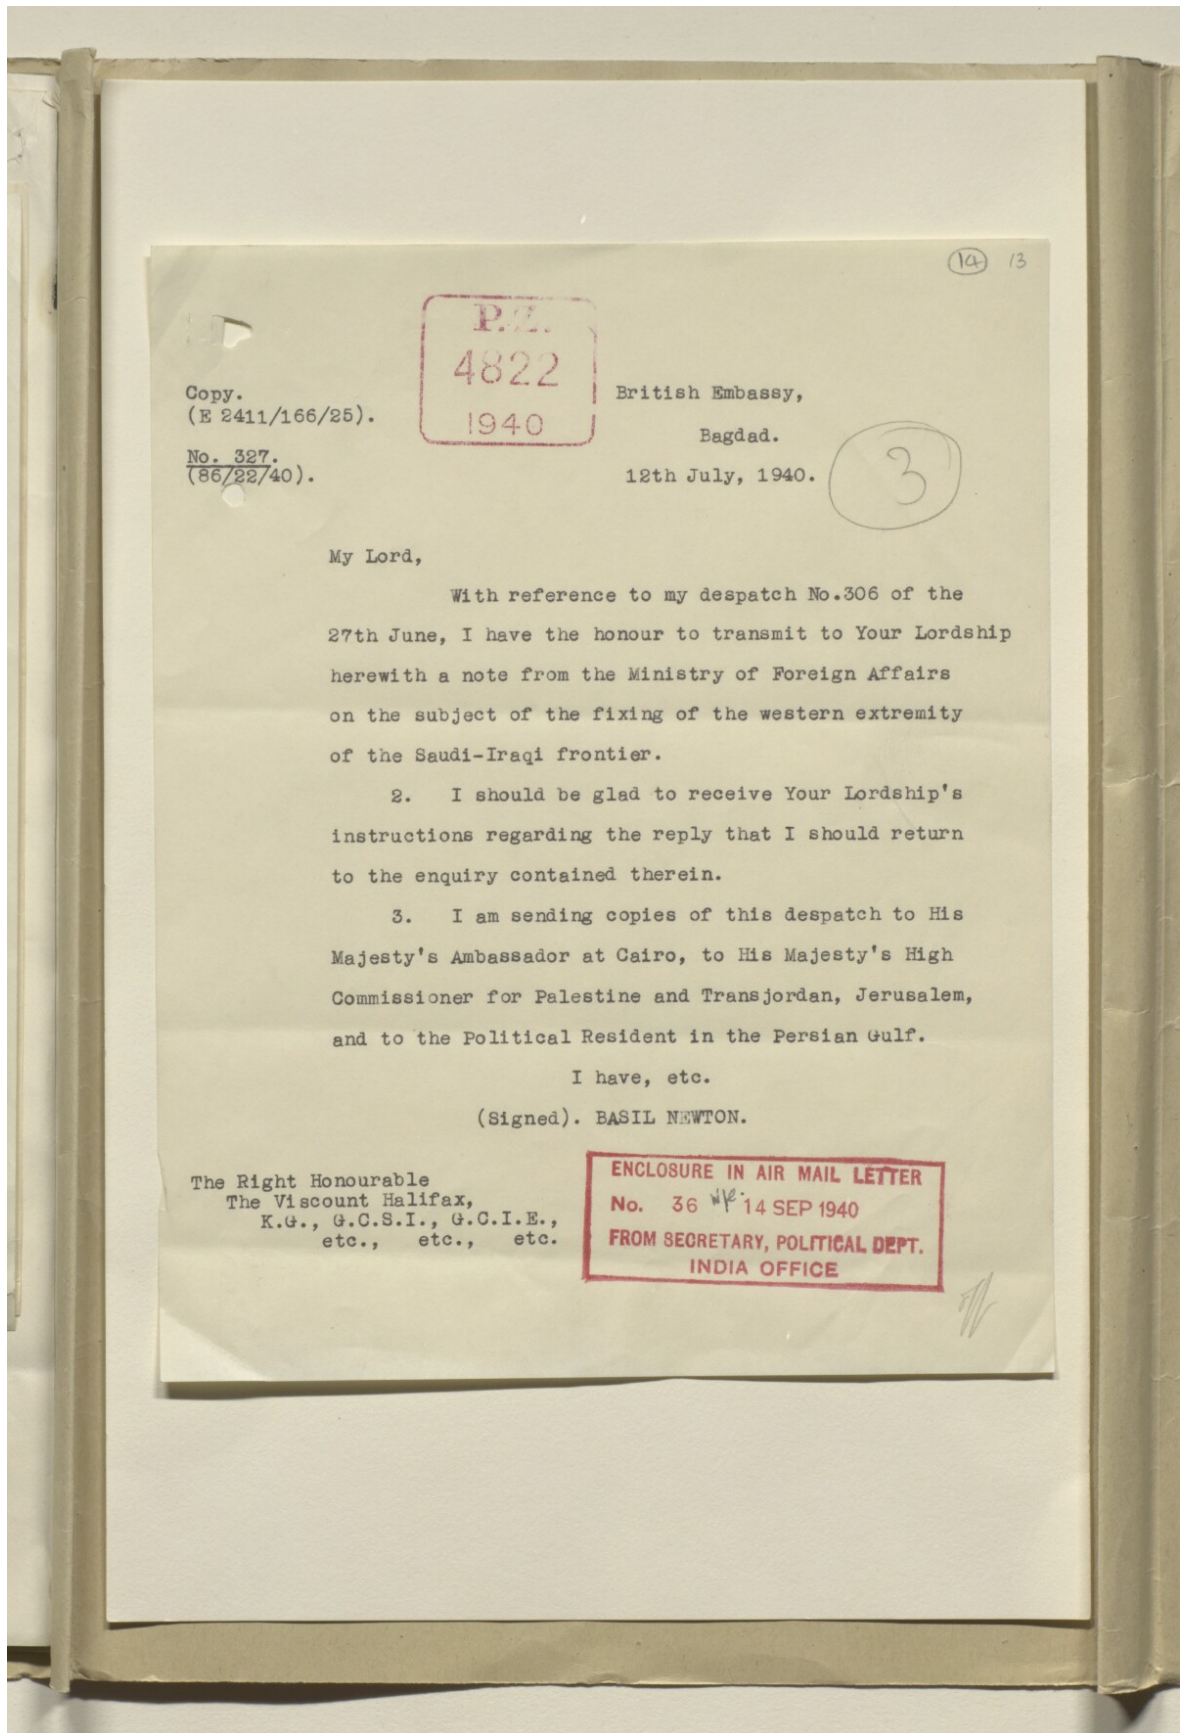 14 13
P.Z.
4822
1940
Copy.
(E 2411/166/25).
No. 327.
(86/22/40).
British Embassy,
Bagdad.
12th July, 1940.
3
My Lord,
With reference to my despatch No.306 of the
27th June, I have the honour to transmit to Your Lordship
herewith a note from the Ministry of Foreign Affairs
on the subject of the fixing of the western extremity
of the Saudi-Iraqi frontier.
2. I should be glad to receive Your Lordship's
instructions regarding the reply that I should return
to the enquiry contained therein.
3. I am sending copies of this despatch to His
Majesty's Ambassador at Cairo, to His Majesty's High
Commissioner for Palestine and Transjordan, Jerusalem,
and to the Political Resident in the Persian Gulf.
I have, etc.
(Signed). BASIL NEWTON.
The Right Honourable
The Viscount Halifax,
K.G., G.C.S.I., G.C.I.E.,
etc., etc., etc.
ENCLOSURE IN AIR MAIL LETTER
No. 36 14 SEP 1940
FROM SECRETARY, POLITICAL DEPT.
INDIA OFFICE